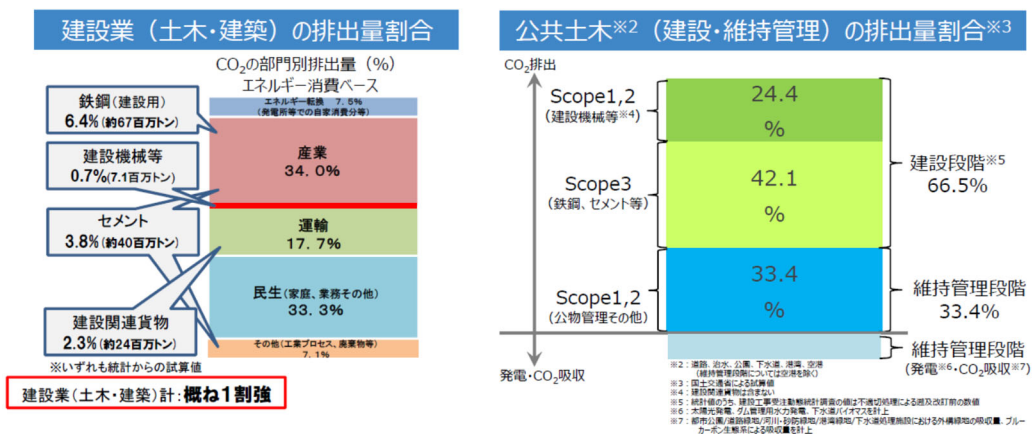 建設業（土木・建築）の排出量割合
CO₂の部門別排出量（%）
エネルギー消費ベース
エネルギー転換 7.5%
（発電所等での自家消費分等）
産業
34.0%
運輸
17.7%
民生（家庭、業務その他）
33.3%
その他（工業プロセス、廃棄物等）
7.1%
鉄鋼（建設用）
6.4%（約67百万トン）
建設機械等
0.7%（7.1百万トン）
セメント
3.8%（約40百万トン）
建設関連貨物
2.3%（約24百万トン）
※いずれも統計からの試算値
建設業（土木・建築）計：概ね1割強
公共土木※2（建設・維持管理）の排出量割合※3
CO₂排出
Scope1,2
（建設機械等※4）
24.4
%
Scope3
（鉄鋼、セメント等）
42.1
%
建設段階※5
66.5%
Scope1,2
（公物管理その他）
33.4
%
維持管理段階
33.4%
維持管理段階
（発電※6・CO₂吸収※7）
発電・CO₂吸収
※2：道路、治水、公園、下水道、港湾、空港
（維持管理段階については空港を除く）
※3：国土交通省による試算値
※4：建設関連貨物は含まない
※5：統計値のうち、建設工事受注動態統計調査の値は不適切処理による遡及改訂前の数値
※6：太陽光発電、ダム管理用水力発電、下水道バイオマスを計上
※7：都市公園/道路緑地/河川・砂防緑地/港湾緑地/下水道処理施設における外構緑地の吸収■、ブルー
カーボン生態系による吸収■を計上